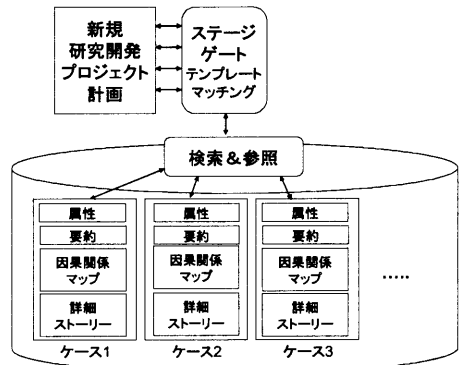 新規
研究開発
プロジェクト
計画
ステージ
ゲート
テンプレート
マッチング
検索&参照
属性
要約
因果関係
マップ
詳細
ストーリー
ケース1
属性
要約
因果関係
マップ
詳細
ストーリー
ケース2
属性
要約
因果関係
マップ
詳細
ストーリー
ケース3
.....